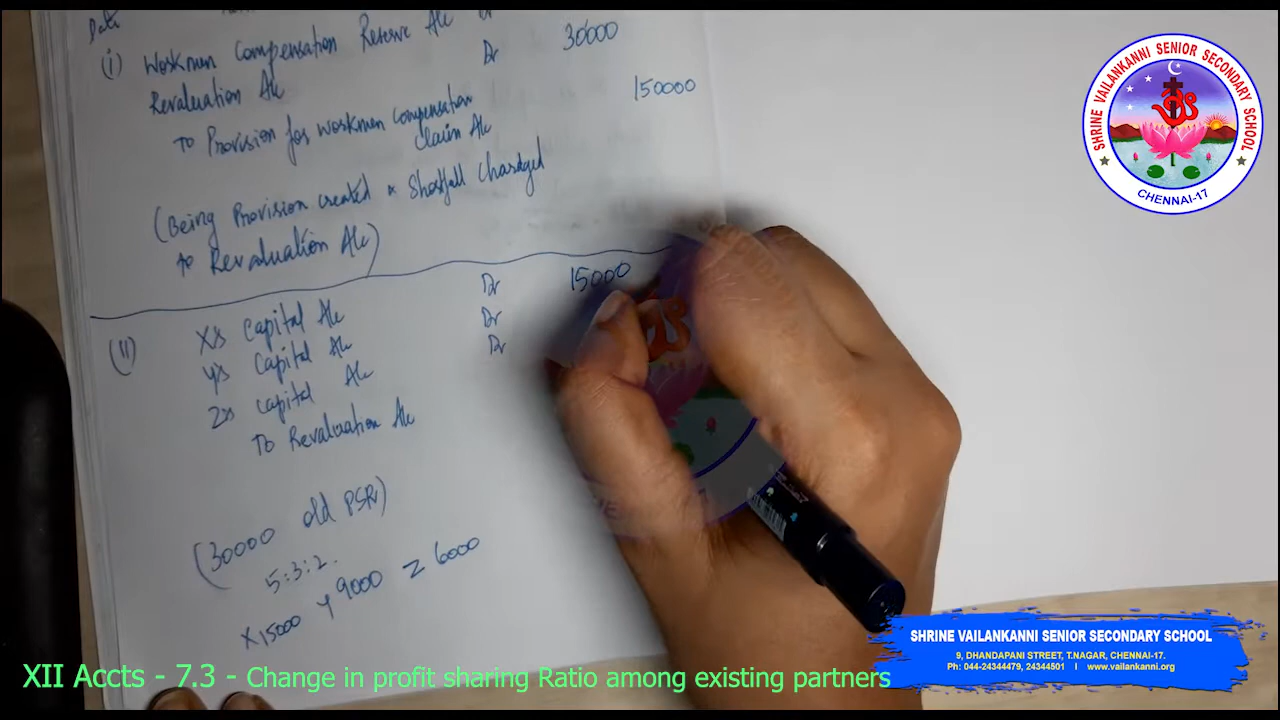 Date
(i) Workmen Compensation Reserve A/c
Revaluation A/c Dr 30000
To Provision for Workmen Compensation
Claim A/c 150000
(Being Provision created & Shortfall Charged
to Revaluation A/c)
(ii) X's Capital A/c Dr 15000
Y's Capital A/c Dr
Z's Capital A/c Dr
To Revaluation A/c
(30000 old PSR)
5:3:2.
X 15000 Y 9000 Z 6000
SHRINE VAILANKANNI SENIOR SECONDARY SCHOOL
CHENNAI-17
SHRINE VAILANKANNI SENIOR SECONDARY SCHOOL
9, DHANDAPANI STREET, T.NAGAR, CHENNAI-17.
Ph: 044-24344479, 24344501 I www.vailankanni.org
XII Accts - 7.3 - Change in profit sharing Ratio among existing partners